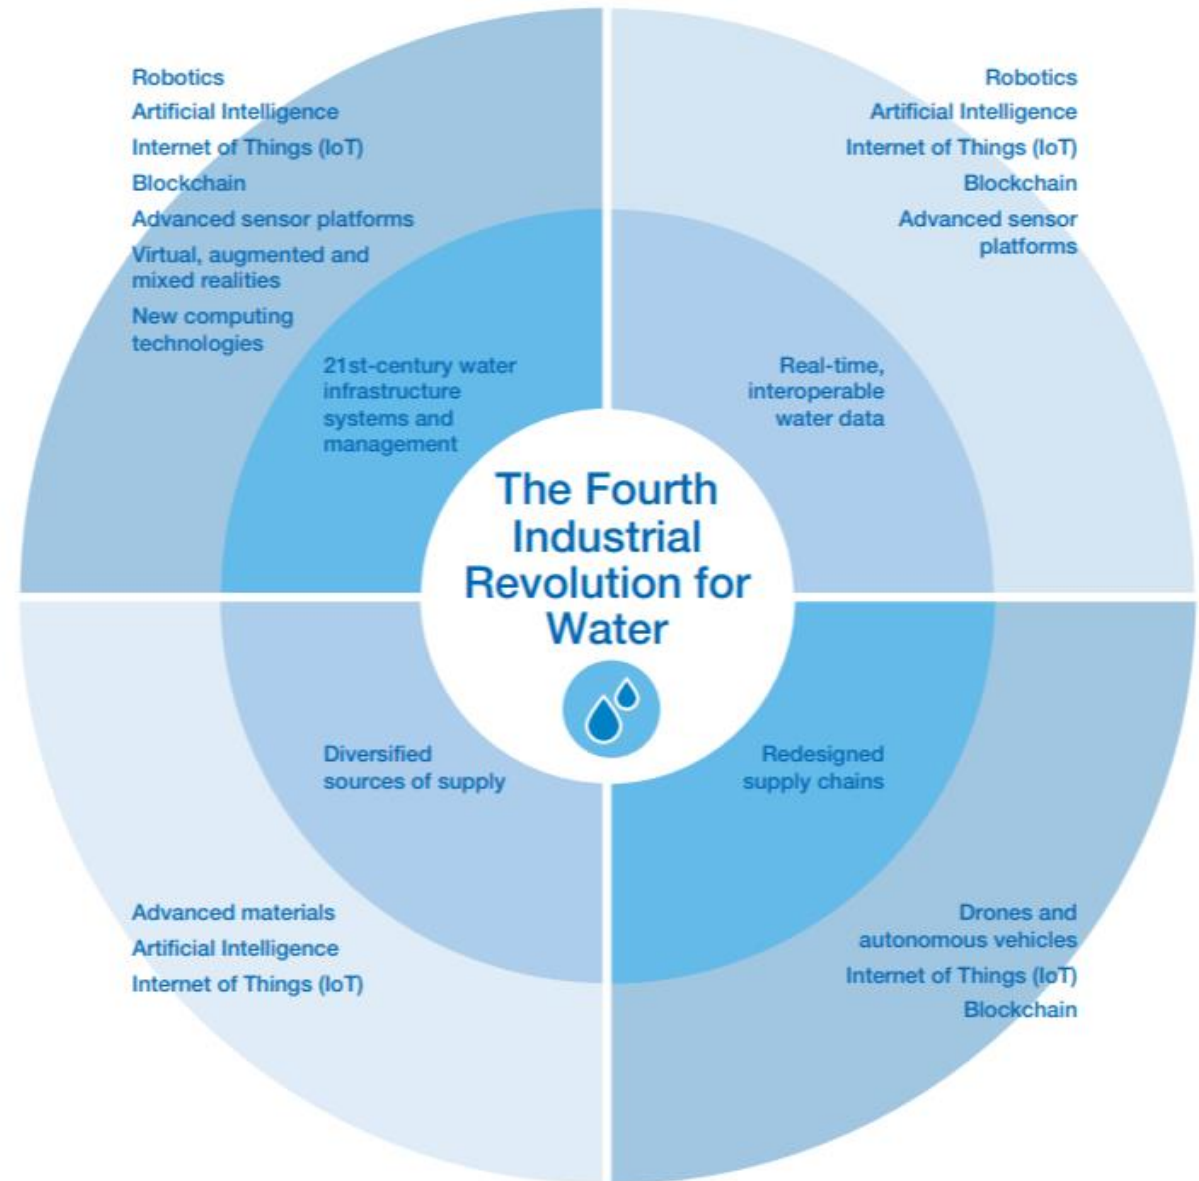 Robotics
Artificial Intelligence
Internet of Things (IoT)
Blockchain
Advanced sensor platforms
Virtual, augmented and
mixed realities
New computing
technologies
21st-century water
infrastructure
systems and
management
Robotics
Artificial Intelligence
Internet of Things (IoT)
Blockchain
Advanced sensor
platforms
Real-time,
interoperable
water data
The Fourth
Industrial
Revolution for
Water
Diversified
sources of supply
Advanced materials
Artificial Intelligence
Internet of Things (IoT)
Redesigned
supply chains
Drones and
autonomous vehicles
Internet of Things (IoT)
Blockchain